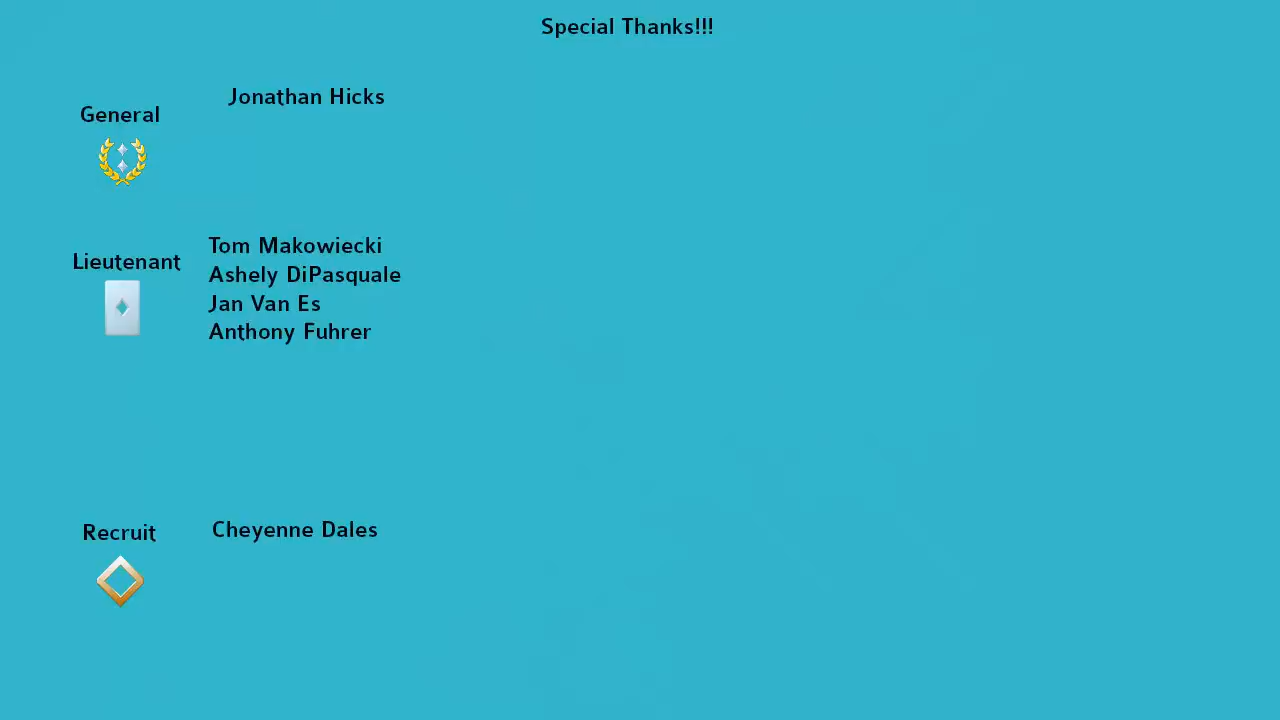 Special Thanks!!!
General
Jonathan Hicks
Lieutenant
Tom Makowiecki
Ashely DiPasquale
Jan Van Es
Anthony Fuhrer
Recruit
Cheyenne Dales